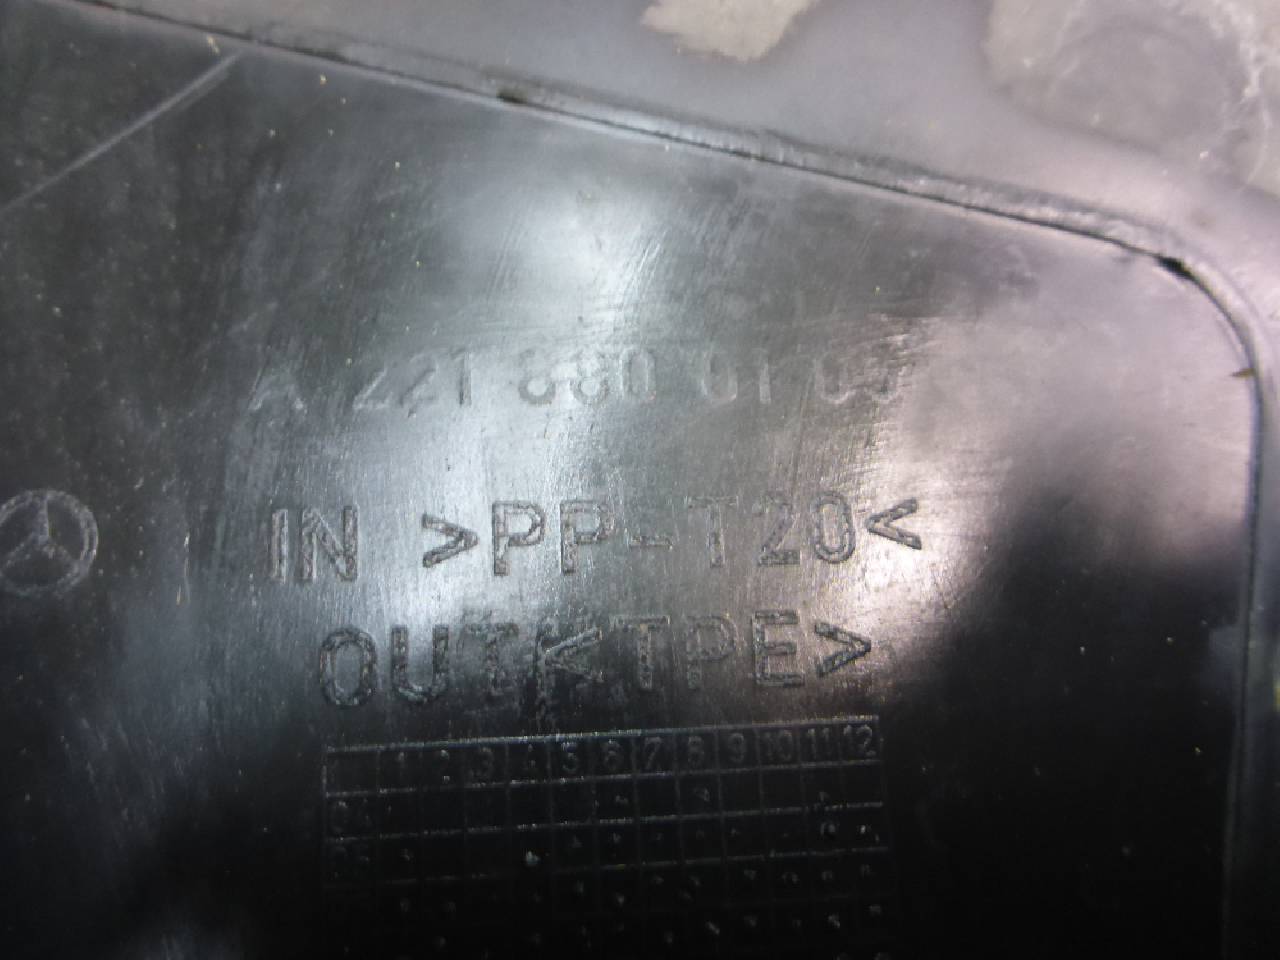 A 221 880 01 05
IN >PP-T20<
OUT<TPE>
1 2 3 4 5 6 7 8 9 10 11 12